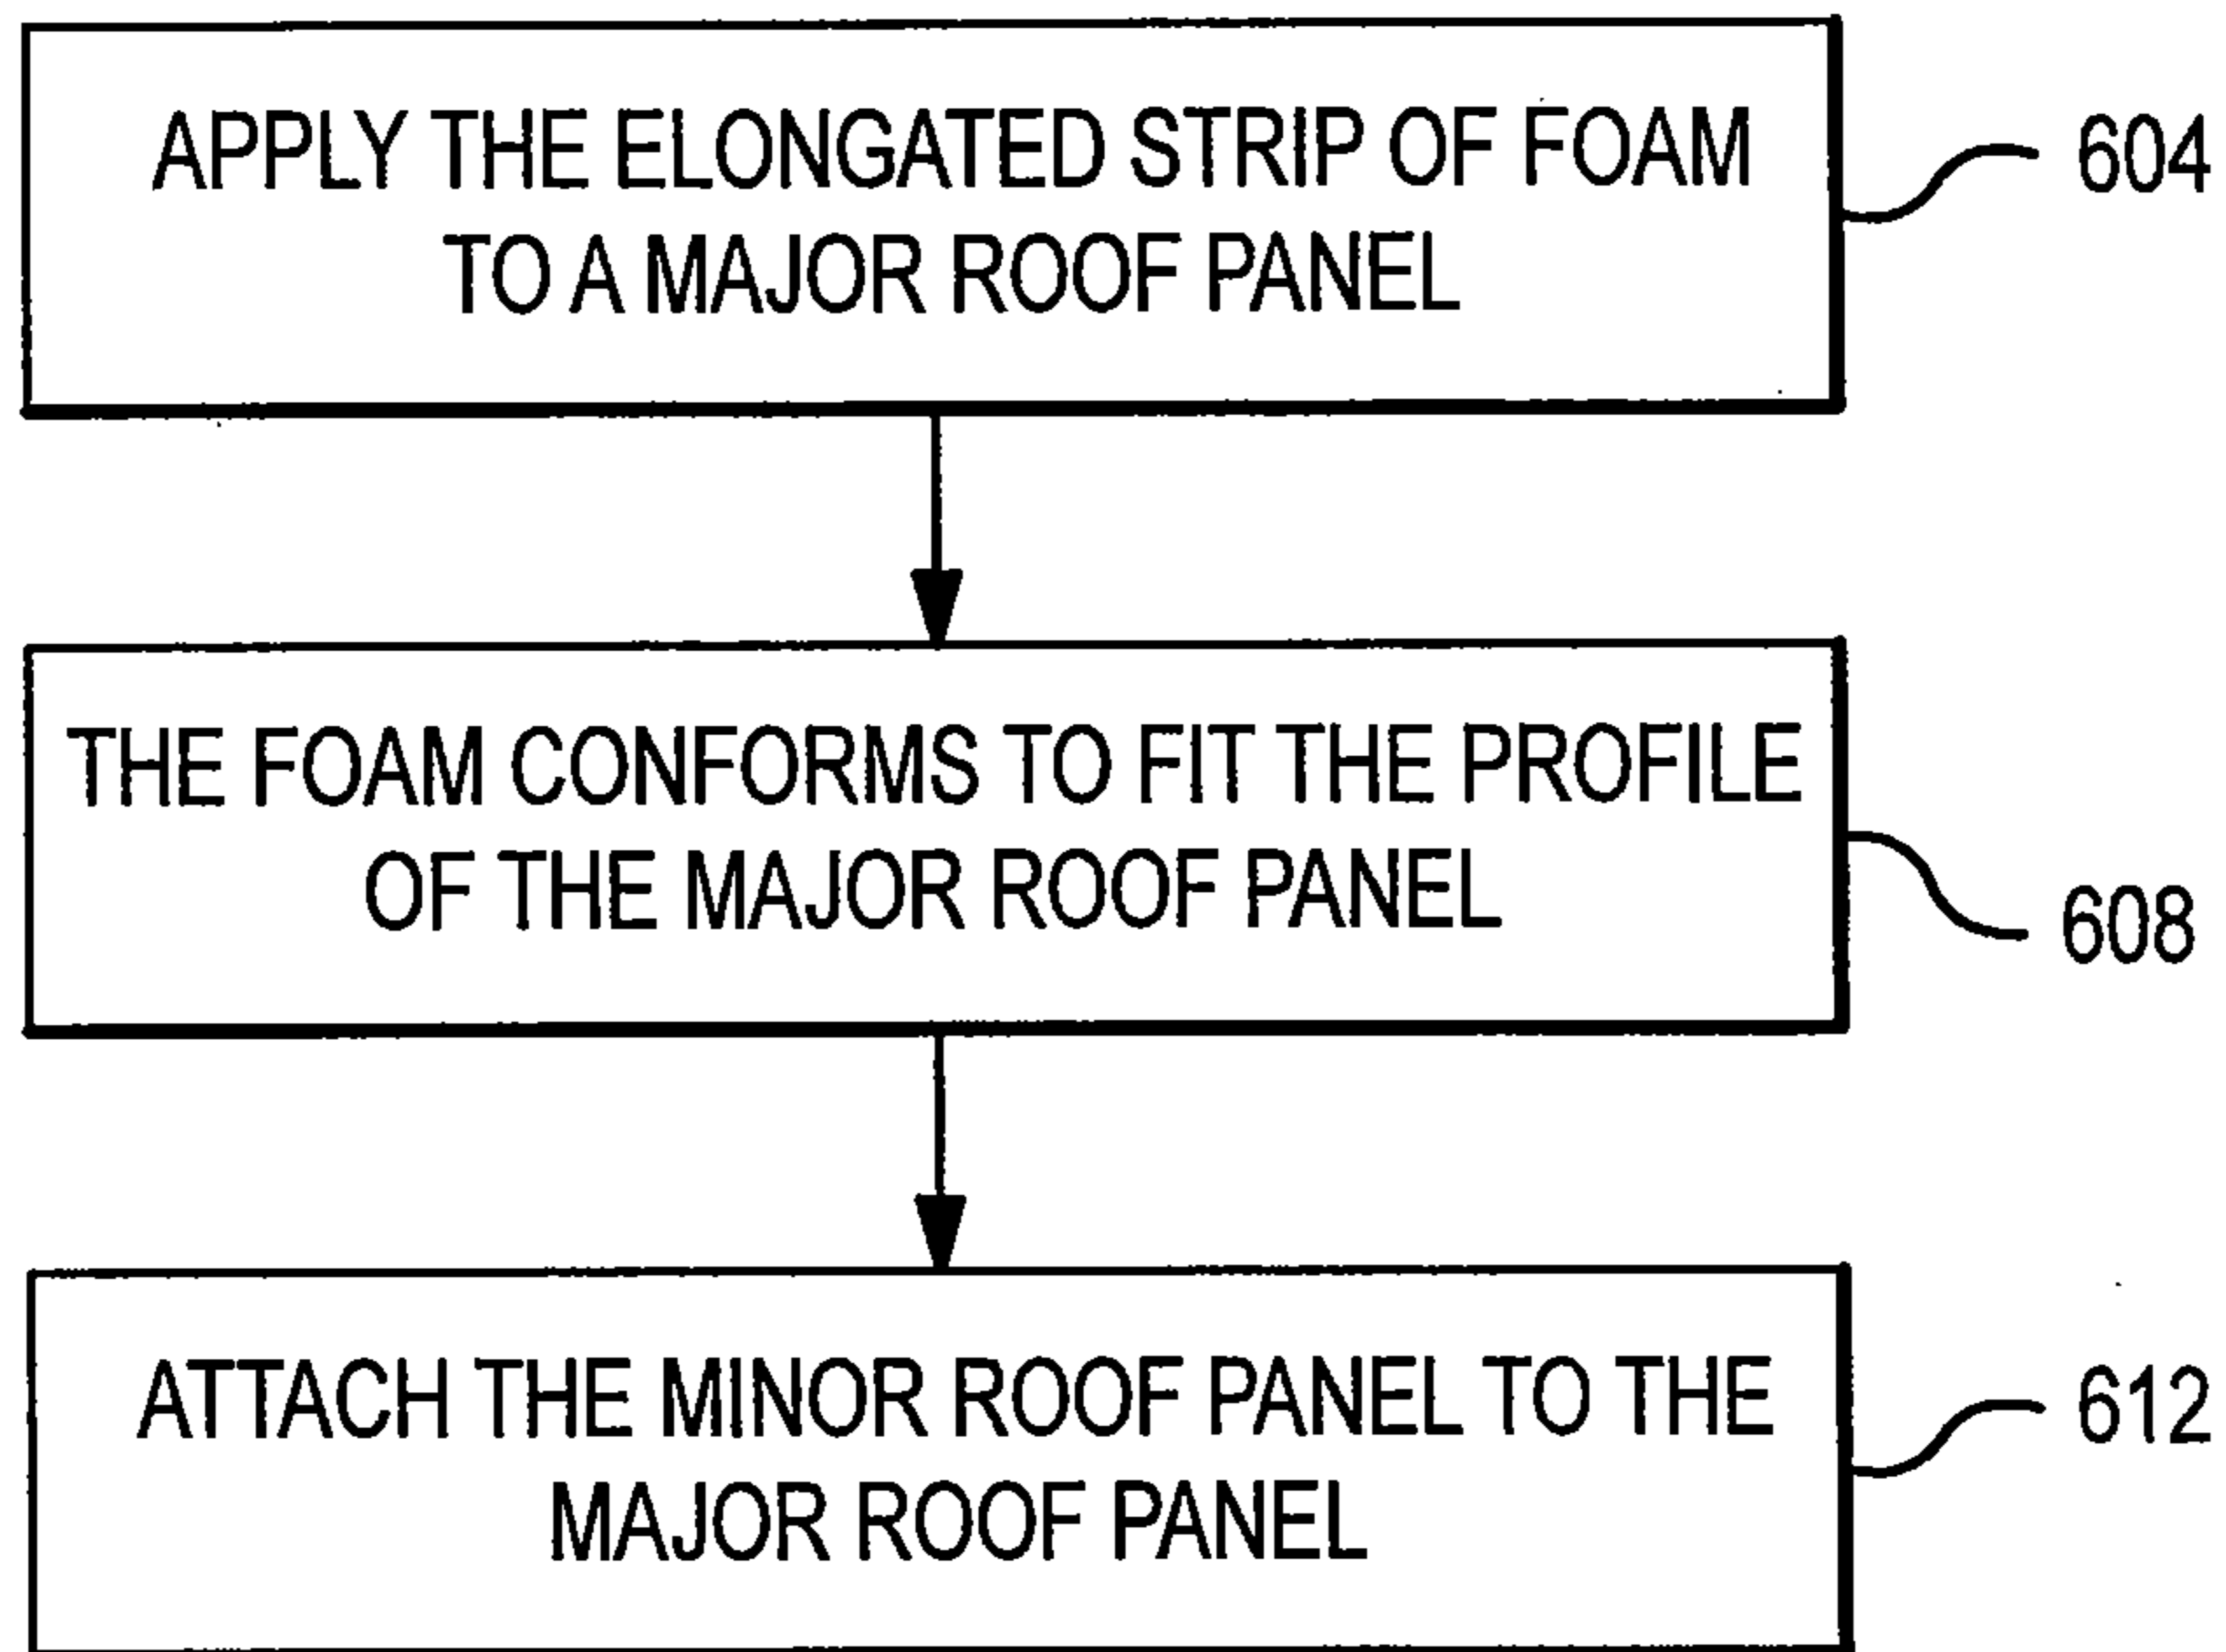 APPLY THE ELONGATED STRIP OF FOAM
TO A MAJOR ROOF PANEL
604
THE FOAM CONFORMS TO FIT THE PROFILE
OF THE MAJOR ROOF PANEL
608
ATTACH THE MINOR ROOF PANEL TO THE
MAJOR ROOF PANEL
612